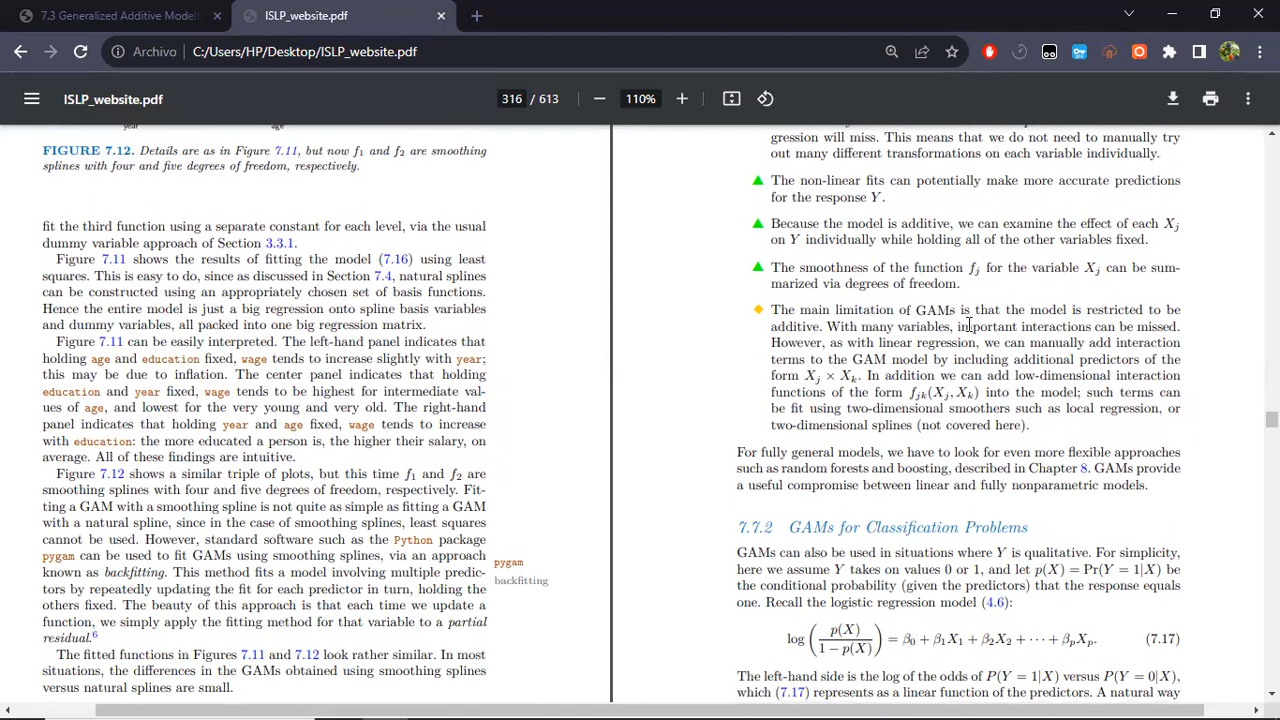 7.3 Generalized Additive Model
ISLP_website.pdf
Archivo
C:/Users/HP/Desktop/ISLP_website.pdf
ISLP_website.pdf
316 / 613
110%
year
age
FIGURE 7.12. Details are as in Figure 7.11, but now f1 and f2 are smoothing
splines with four and five degrees of freedom, respectively.
fit the third function using a separate constant for each level, via the usual
dummy variable approach of Section 3.3.1.
Figure 7.11 shows the results of fitting the model (7.16) using least
squares. This is easy to do, since as discussed in Section 7.4, natural splines
can be constructed using an appropriately chosen set of basis functions.
Hence the entire model is just a big regression onto spline basis variables
and dummy variables, all packed into one big regression matrix.
Figure 7.11 can be easily interpreted. The left-hand panel indicates that
holding age and education fixed, wage tends to increase slightly with year;
this may be due to inflation. The center panel indicates that holding
education and year fixed, wage tends to be highest for intermediate val-
ues of age, and lowest for the very young and very old. The right-hand
panel indicates that holding year and age fixed, wage tends to increase
with education: the more educated a person is, the higher their salary, on
average. All of these findings are intuitive.
Figure 7.12 shows a similar triple of plots, but this time f1 and f2 are
smoothing splines with four and five degrees of freedom, respectively. Fit-
ting a GAM with a smoothing spline is not quite as simple as fitting a GAM
with a natural spline, since in the case of smoothing splines, least squares
cannot be used. However, standard software such as the Python package
pygam can be used to fit GAMs using smoothing splines, via an approach
known as backfitting. This method fits a model involving multiple predic-
tors by repeatedly updating the fit for each predictor in turn, holding the
others fixed. The beauty of this approach is that each time we update a
function, we simply apply the fitting method for that variable to a partial
residual.6
The fitted functions in Figures 7.11 and 7.12 look rather similar. In most
situations, the differences in the GAMs obtained using smoothing splines
versus natural splines are small.
pygam
backfitting
gression will miss. This means that we do not need to manually try
out many different transformations on each variable individually.
The non-linear fits can potentially make more accurate predictions
for the response Y.
Because the model is additive, we can examine the effect of each Xj
on Y individually while holding all of the other variables fixed.
The smoothness of the function fj for the variable Xj can be sum-
marized via degrees of freedom.
The main limitation of GAMs is that the model is restricted to be
additive. With many variables, important interactions can be missed.
However, as with linear regression, we can manually add interaction
terms to the GAM model by including additional predictors of the
form Xj × Xk. In addition we can add low-dimensional interaction
functions of the form fjk(Xj, Xk) into the model; such terms can
be fit using two-dimensional smoothers such as local regression, or
two-dimensional splines (not covered here).
For fully general models, we have to look for even more flexible approaches
such as random forests and boosting, described in Chapter 8. GAMs provide
a useful compromise between linear and fully nonparametric models.
7.7.2 GAMs for Classification Problems
GAMs can also be used in situations where Y is qualitative. For simplicity,
here we assume Y takes on values 0 or 1, and let p(X) = Pr(Y = 1|X) be
the conditional probability (given the predictors) that the response equals
one. Recall the logistic regression model (4.6):
log (p(X) / 1 − p(X)) = β0 + β1X1 + β2X2 + ··· + βpXp. (7.17)
The left-hand side is the log of the odds of P(Y = 1|X) versus P(Y = 0|X),
which (7.17) represents as a linear function of the predictors. A natural way